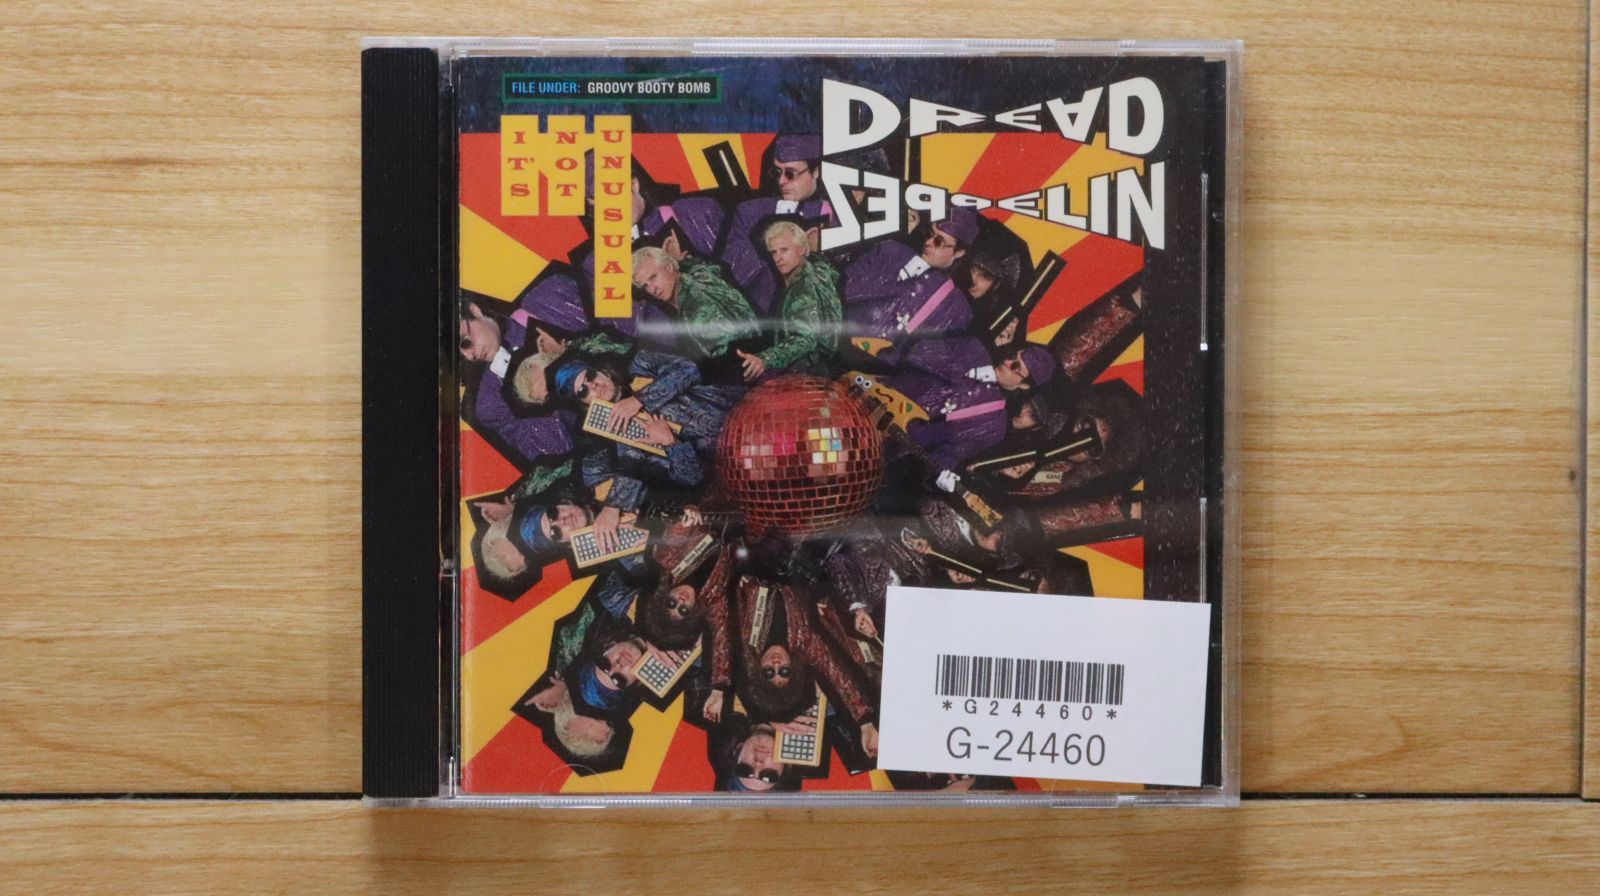 FILE UNDER: GROOVY BOOTY BOMB
DREAD
ZEPPELIN
IT'S
NOT
UNUSUAL
*G24460*
G-24460